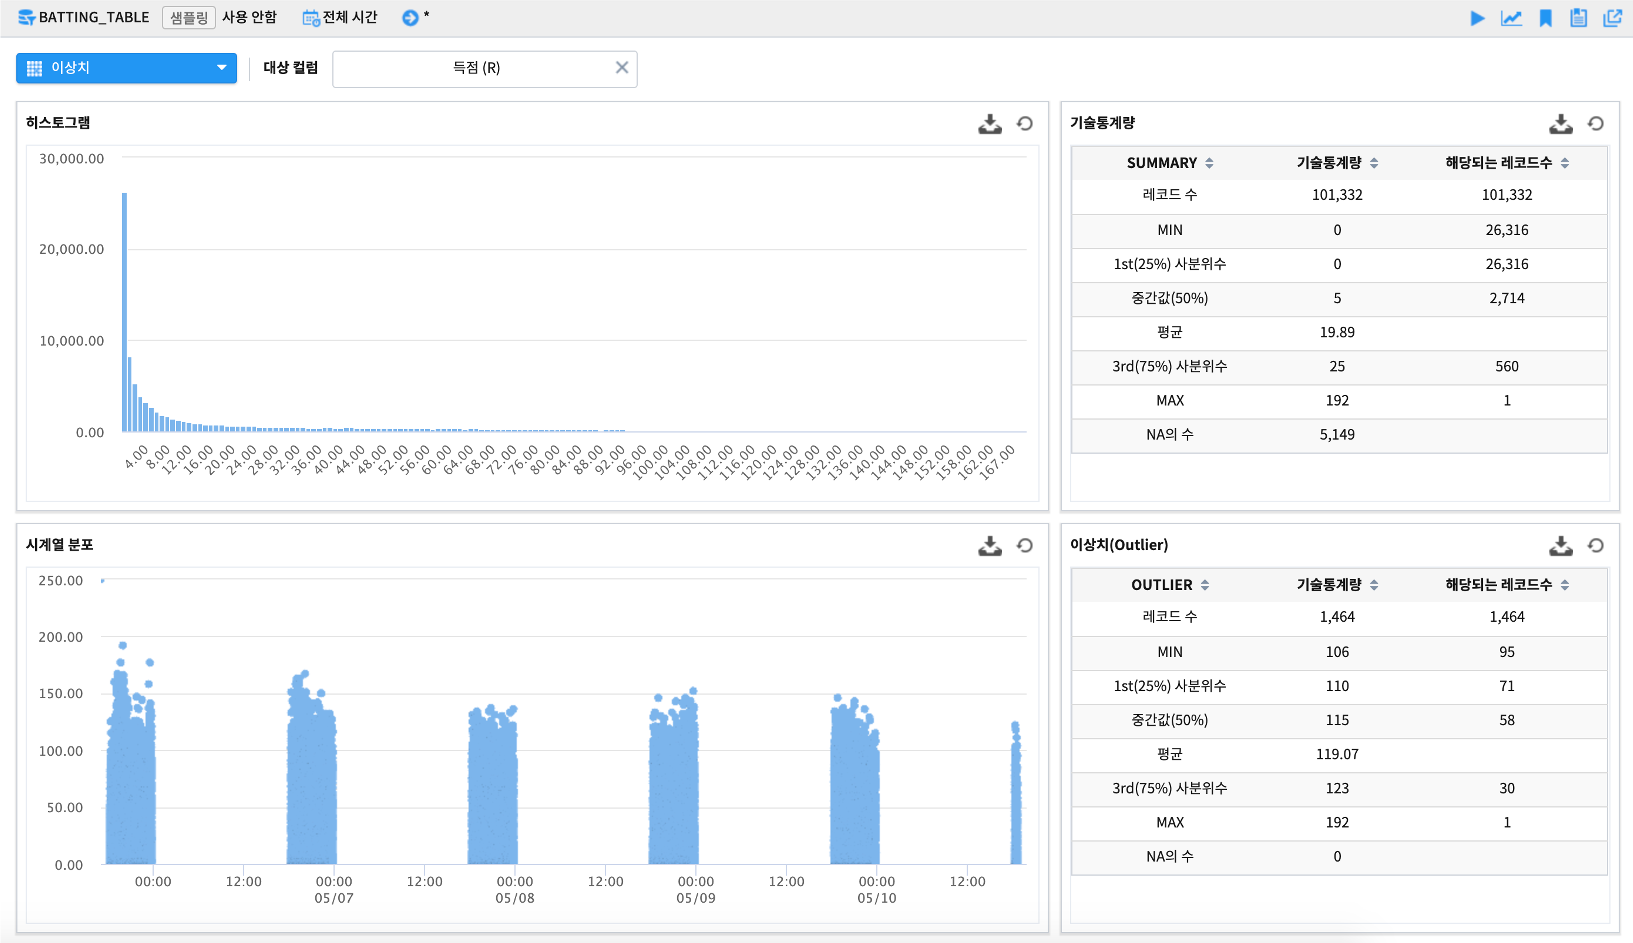 BATTING_TABLE 샘플링 사용 안함 전체 시간 *
이상치 대상 컬럼 득점 (R)
히스토그램
30,000.00
20,000.00
10,000.00
0.00
4.00 8.00 12.00 16.00 20.00 24.00 28.00 32.00 36.00 40.00 44.00 48.00 52.00 56.00 60.00 64.00 68.00 72.00 76.00 80.00 84.00 88.00 92.00 96.00 100.00 104.00 108.00 112.00 116.00 120.00 124.00 128.00 132.00 136.00 140.00 144.00 148.00 152.00 158.00 162.00 167.00
기술통계량
SUMMARY 기술통계량 해당되는 레코드수
레코드 수 101,332 101,332
MIN 0 26,316
1st(25%) 사분위수 0 26,316
중간값(50%) 5 2,714
평균 19.89
3rd(75%) 사분위수 25 560
MAX 192 1
NA의 수 5,149
시계열 분포
250.00
200.00
150.00
100.00
50.00
0.00
00:00 12:00 00:00 12:00 00:00 12:00 00:00 12:00 00:00 12:00
05/07 05/08 05/09 05/10
이상치(Outlier)
OUTLIER 기술통계량 해당되는 레코드수
레코드 수 1,464 1,464
MIN 106 95
1st(25%) 사분위수 110 71
중간값(50%) 115 58
평균 119.07
3rd(75%) 사분위수 123 30
MAX 192 1
NA의 수 0